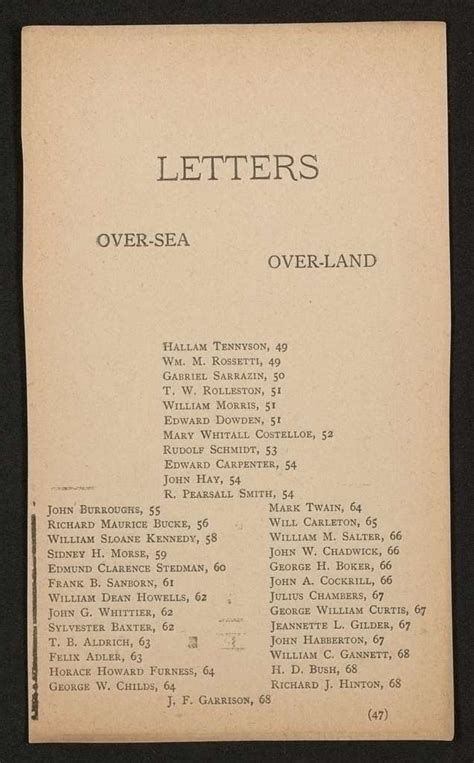 LETTERS
OVER-SEA
OVER-LAND
HALLAM TENNYSON, 49
WM. M. ROSSETTI, 49
GABRIEL SARRAZIN, 50
T. W. ROLLESTON, 51
WILLIAM MORRIS, 51
EDWARD DOWDEN, 51
MARY WHITALL COSTELLOE, 52
RUDOLF SCHMIDT, 53
EDWARD CARPENTER, 54
JOHN HAY, 54
R. PEARSALL SMITH, 54
JOHN BURROUGHS, 55
RICHARD MAURICE BUCKE, 56
WILLIAM SLOANE KENNEDY, 58
SIDNEY H. MORSE, 59
EDMUND CLARENCE STEDMAN, 60
FRANK B. SANBORN, 61
WILLIAM DEAN HOWELLS, 62
JOHN G. WHITTIER, 62
SYLVESTER BAXTER, 62
T. B. ALDRICH, 63
FELIX ADLER, 63
HORACE HOWARD FURNESS, 64
GEORGE W. CHILDS, 64
MARK TWAIN, 64
WILL CARLETON, 65
WILLIAM M. SALTER, 66
JOHN W. CHADWICK, 66
GEORGE H. BOKER, 66
JOHN A. COCKRILL, 66
JULIUS CHAMBERS, 67
GEORGE WILLIAM CURTIS, 67
JEANNETTE L. GILDER, 67
JOHN HABBERTON, 67
WILLIAM C. GANNETT, 68
H. D. BUSH, 68
RICHARD J. HINTON, 68
J. F. GARRISON, 68
(47)